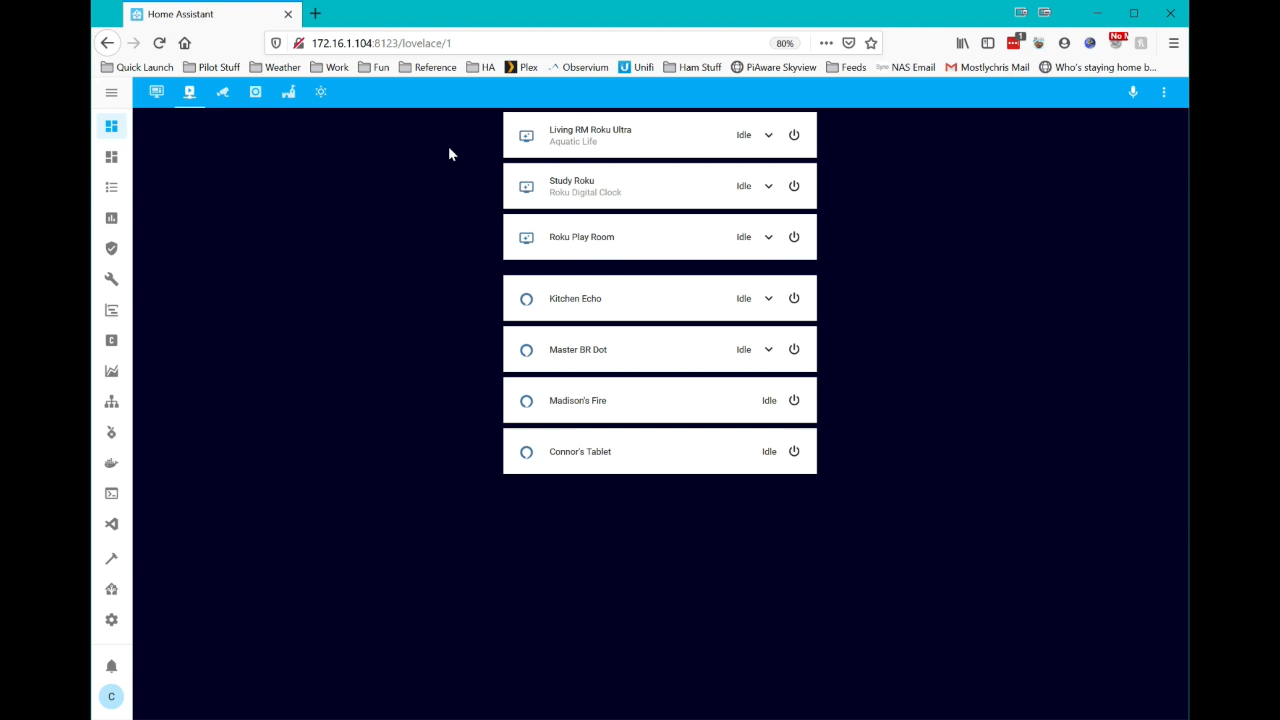 Home Assistant
172.16.1.104:8123/lovelace/1
80%
1
Quick Launch
Pilot Stuff
Weather
Work
Fun
Reference
HA
Plex
Observium
Unifi
Ham Stuff
PiAware Skyview
Feeds
NAS Email
Mostlychris Mail
Who's staying home b...
Living RM Roku Ultra
Aquatic Life
Idle
Study Roku
Roku Digital Clock
Idle
Roku Play Room
Idle
Kitchen Echo
Idle
Master BR Dot
Idle
Madison's Fire
Idle
Connor's Tablet
Idle
C
C